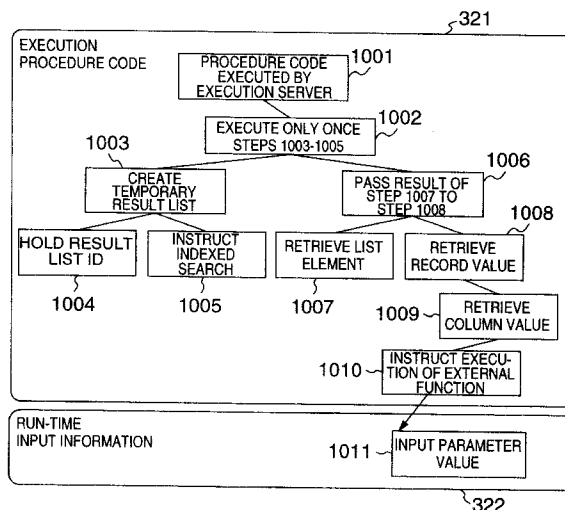 321
EXECUTION
PROCEDURE CODE
PROCEDURE CODE
EXECUTED BY
EXECUTION SERVER
1001
EXECUTE ONLY ONCE
STEPS 1003-1005
1002
1003
CREATE
TEMPORARY
RESULT LIST
PASS RESULT OF
STEP 1007 TO
STEP 1008
1006
HOLD RESULT
LIST ID
1004
INSTRUCT
INDEXED
SEARCH
1005
RETRIEVE LIST
ELEMENT
1007
RETRIEVE
RECORD VALUE
1008
1009
RETRIEVE
COLUMN VALUE
1010
INSTRUCT EXECU-
TION OF EXTERNAL
FUNCTION
RUN-TIME
INPUT INFORMATION
1011
INPUT PARAMETER
VALUE
322